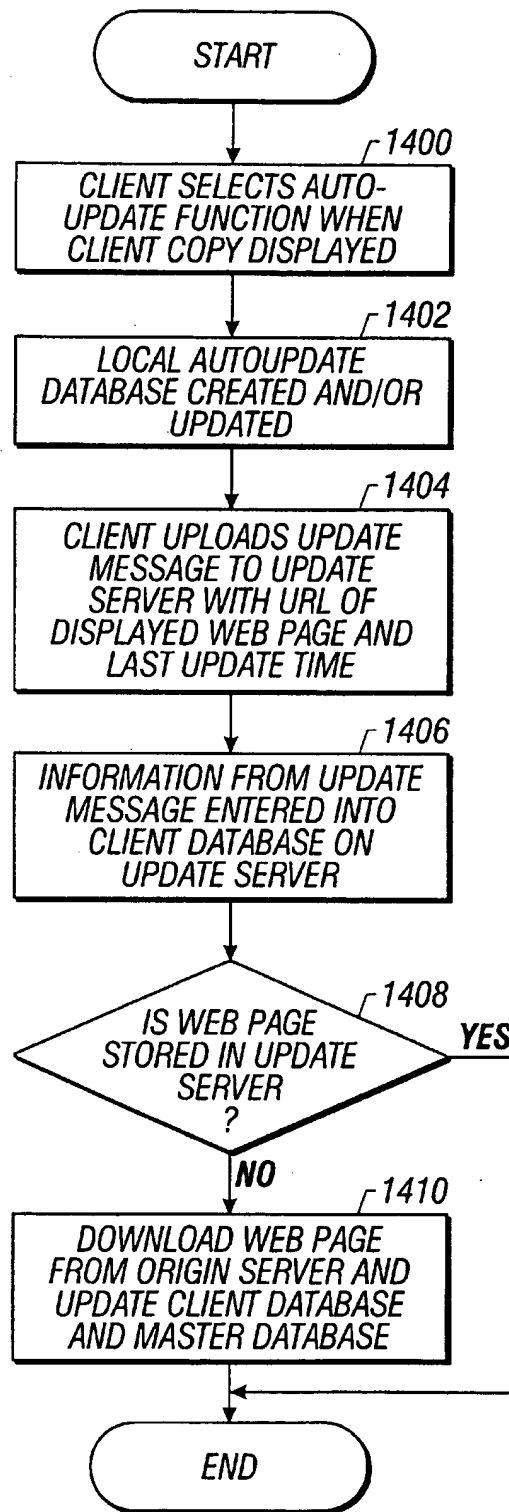 START
1400
CLIENT SELECTS AUTO-
UPDATE FUNCTION WHEN
CLIENT COPY DISPLAYED
1402
LOCAL AUTOUPDATE
DATABASE CREATED AND/OR
UPDATED
1404
CLIENT UPLOADS UPDATE
MESSAGE TO UPDATE
SERVER WITH URL OF
DISPLAYED WEB PAGE AND
LAST UPDATE TIME
1406
INFORMATION FROM UPDATE
MESSAGE ENTERED INTO
CLIENT DATABASE ON
UPDATE SERVER
1408
IS WEB PAGE
STORED IN UPDATE
SERVER
?
YES
NO
1410
DOWNLOAD WEB PAGE
FROM ORIGIN SERVER AND
UPDATE CLIENT DATABASE
AND MASTER DATABASE
END